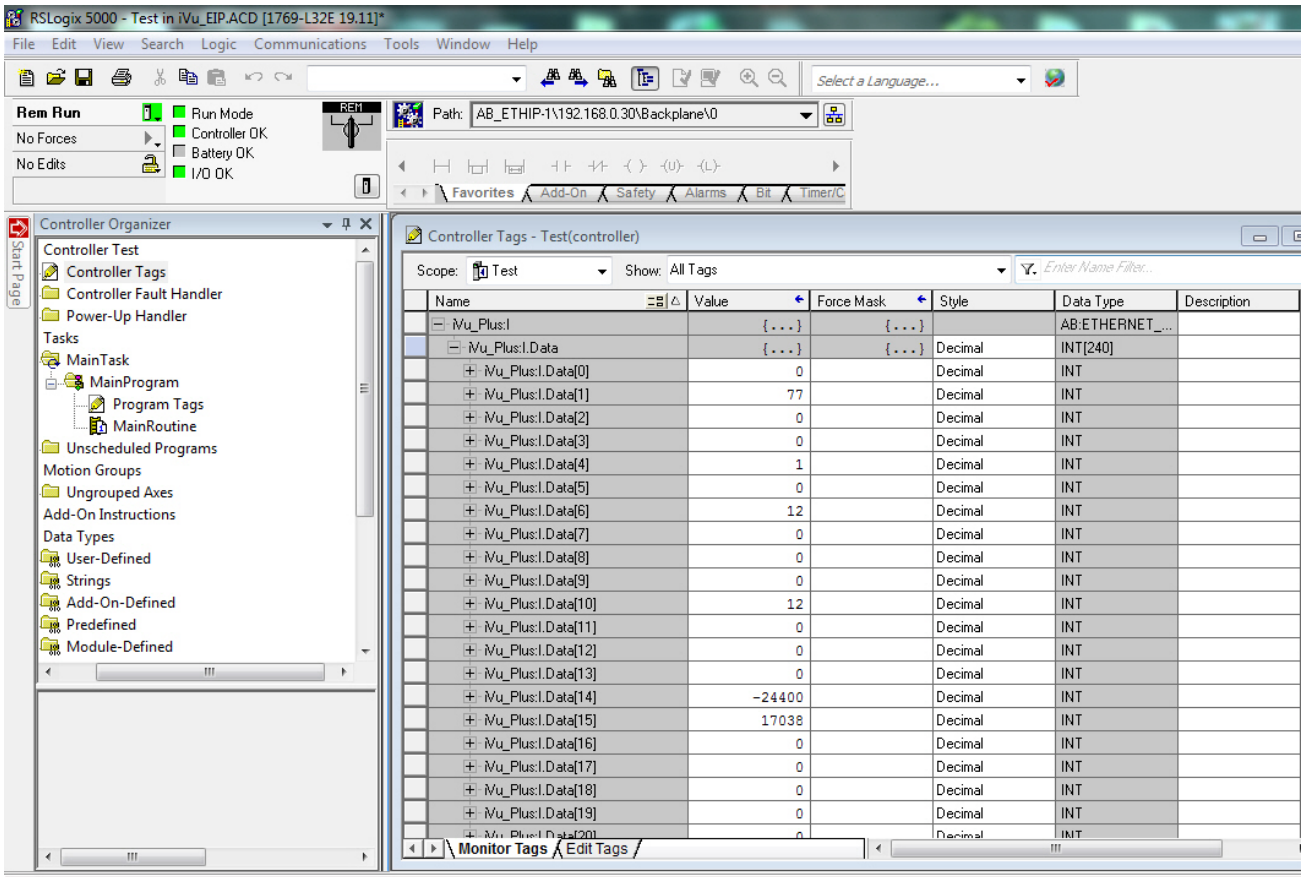 RSLogix 5000 - Test in iVu_EIP.ACD [1769-L32E 19.11]*
File Edit View Search Logic Communications Tools Window Help
Select a Language...
Rem Run
Run Mode
REM
Path: AB_ETHIP-1\192.168.0.30\Backplane\0
No Forces
Controller OK
Battery OK
No Edits
I/O OK
Favorites Add-On Safety Alarms Bit Timer/C
Start Page
Controller Organizer
Controller Test
Controller Tags
Controller Fault Handler
Power-Up Handler
Tasks
MainTask
MainProgram
Program Tags
MainRoutine
Unscheduled Programs
Motion Groups
Ungrouped Axes
Add-On Instructions
Data Types
User-Defined
Strings
Add-On-Defined
Predefined
Module-Defined
Controller Tags - Test(controller)
Scope: Test Show: All Tags Enter Name Filter...
Name Value Force Mask Style Data Type Description
iVu_Plus:I {...} {...} AB:ETHERNET_...
iVu_Plus:I.Data {...} {...} Decimal INT[240]
iVu_Plus:I.Data[0] 0 Decimal INT
iVu_Plus:I.Data[1] 77 Decimal INT
iVu_Plus:I.Data[2] 0 Decimal INT
iVu_Plus:I.Data[3] 0 Decimal INT
iVu_Plus:I.Data[4] 1 Decimal INT
iVu_Plus:I.Data[5] 0 Decimal INT
iVu_Plus:I.Data[6] 12 Decimal INT
iVu_Plus:I.Data[7] 0 Decimal INT
iVu_Plus:I.Data[8] 0 Decimal INT
iVu_Plus:I.Data[9] 0 Decimal INT
iVu_Plus:I.Data[10] 12 Decimal INT
iVu_Plus:I.Data[11] 0 Decimal INT
iVu_Plus:I.Data[12] 0 Decimal INT
iVu_Plus:I.Data[13] 0 Decimal INT
iVu_Plus:I.Data[14] -24400 Decimal INT
iVu_Plus:I.Data[15] 17038 Decimal INT
iVu_Plus:I.Data[16] 0 Decimal INT
iVu_Plus:I.Data[17] 0 Decimal INT
iVu_Plus:I.Data[18] 0 Decimal INT
iVu_Plus:I.Data[19] 0 Decimal INT
iVu_Plus:I.Data[20] 0 Decimal INT
Monitor Tags Edit Tags